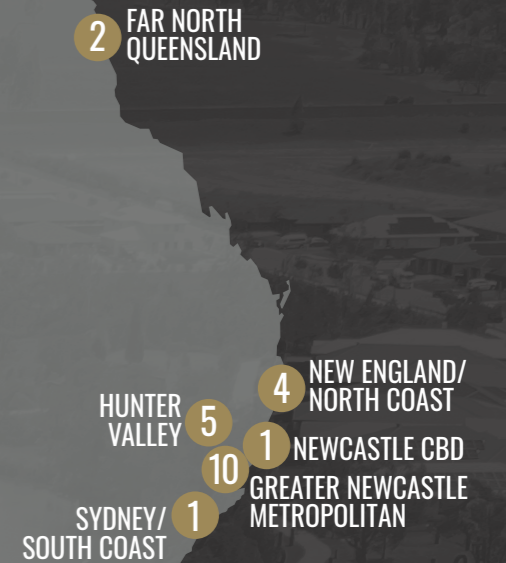 2
FAR NORTH
QUEENSLAND
4
NEW ENGLAND/
NORTH COAST
HUNTER
VALLEY
5
1
NEWCASTLE CBD
10
GREATER NEWCASTLE
METROPOLITAN
SYDNEY/
SOUTH COAST
1